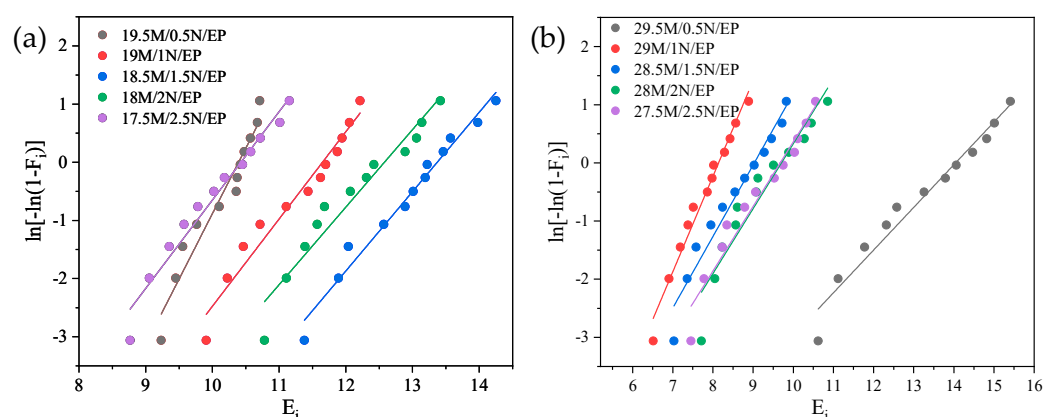 (a)
19.5M/0.5N/EP
19M/1N/EP
18.5M/1.5N/EP
18M/2N/EP
17.5M/2.5N/EP
ln[-ln(1-Fᵢ)]
2
1
0
-1
-2
-3
8 9 10 11 12 13 14
Eᵢ
(b)
29.5M/0.5N/EP
29M/1N/EP
28.5M/1.5N/EP
28M/2N/EP
27.5M/2.5N/EP
ln[-ln(1-Fᵢ)]
2
1
0
-1
-2
-3
6 7 8 9 10 11 12 13 14 15 16
Eᵢ